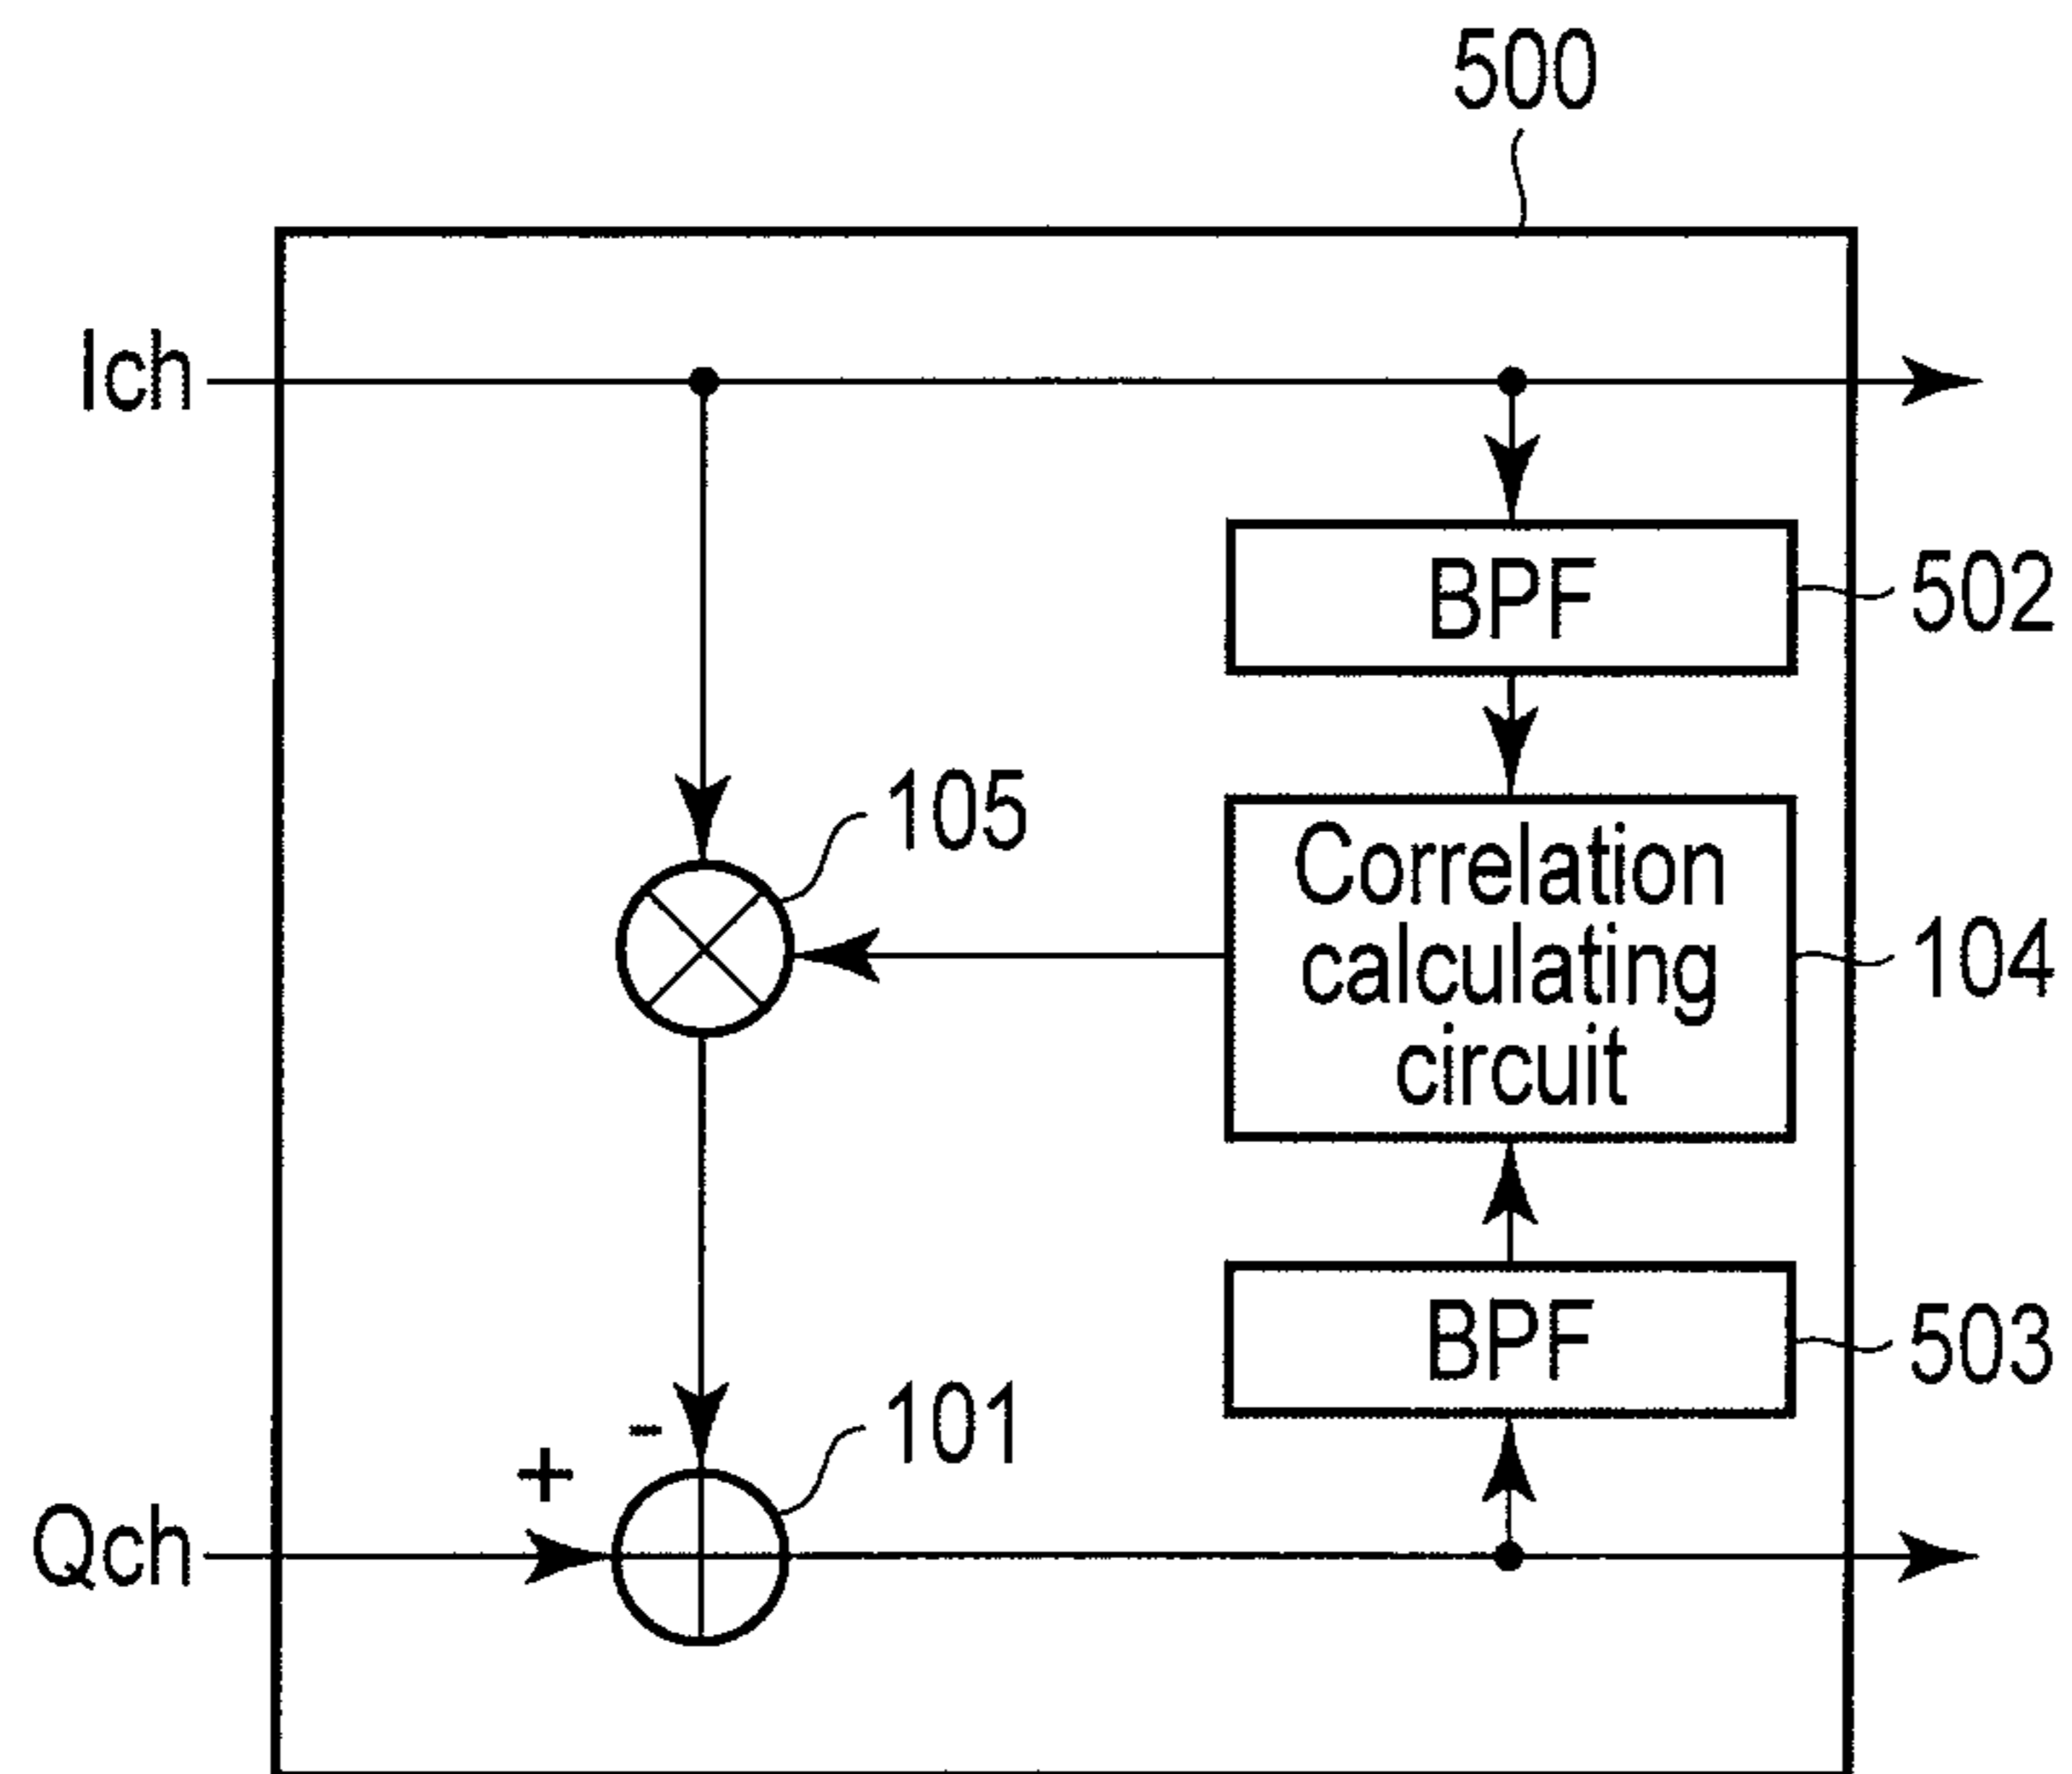 500
Ich
BPF
502
105
Correlation
calculating
circuit
104
BPF
503
101
-
+
Qch